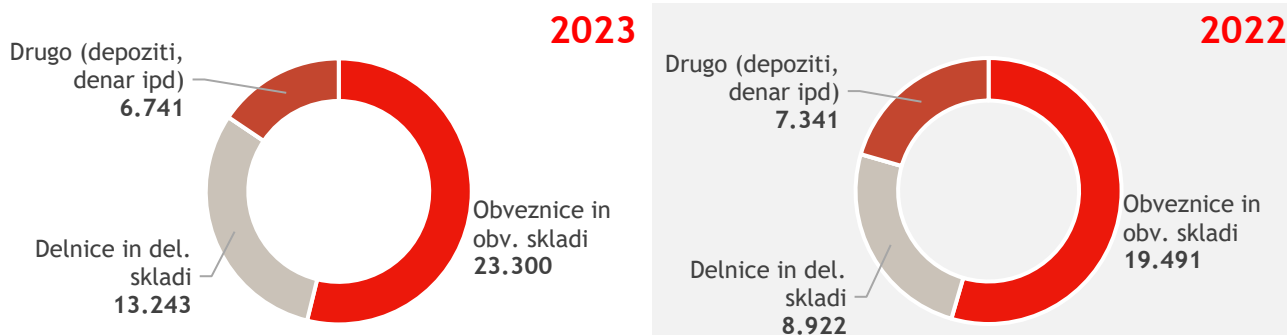 2023
Drugo (depoziti,
denar ipd)
6.741
Obveznice in
obv. skladi
23.300
Delnice in del.
skladi
13.243
2022
Drugo (depoziti,
denar ipd)
7.341
Obveznice in
obv. skladi
19.491
Delnice in del.
skladi
8.922